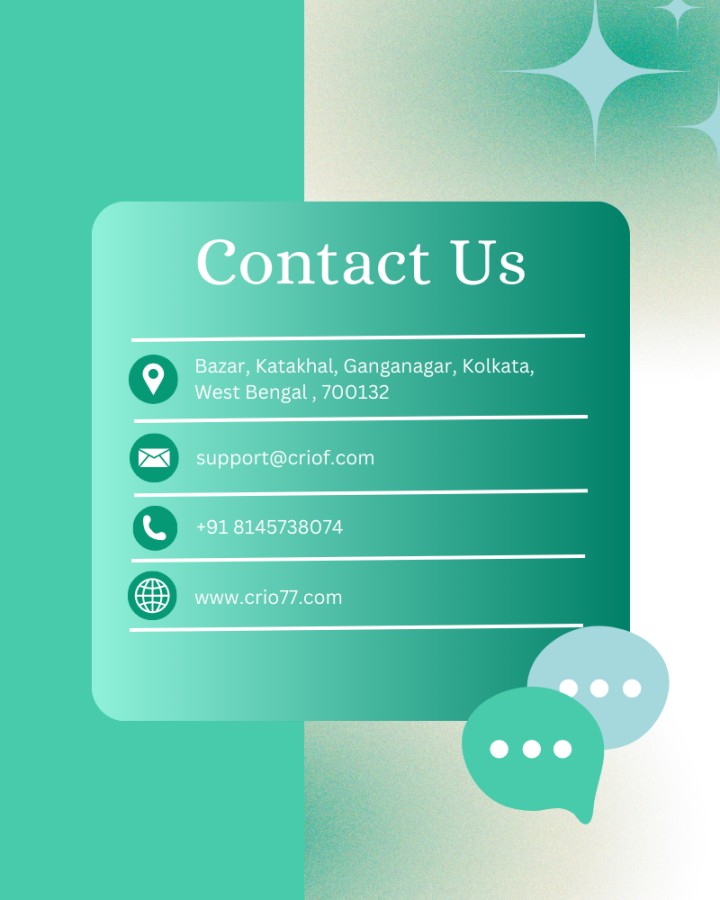 Contact Us
Bazar, Katakhal, Ganganagar, Kolkata,
West Bengal , 700132
support@criof.com
+91 8145738074
www.crio77.com